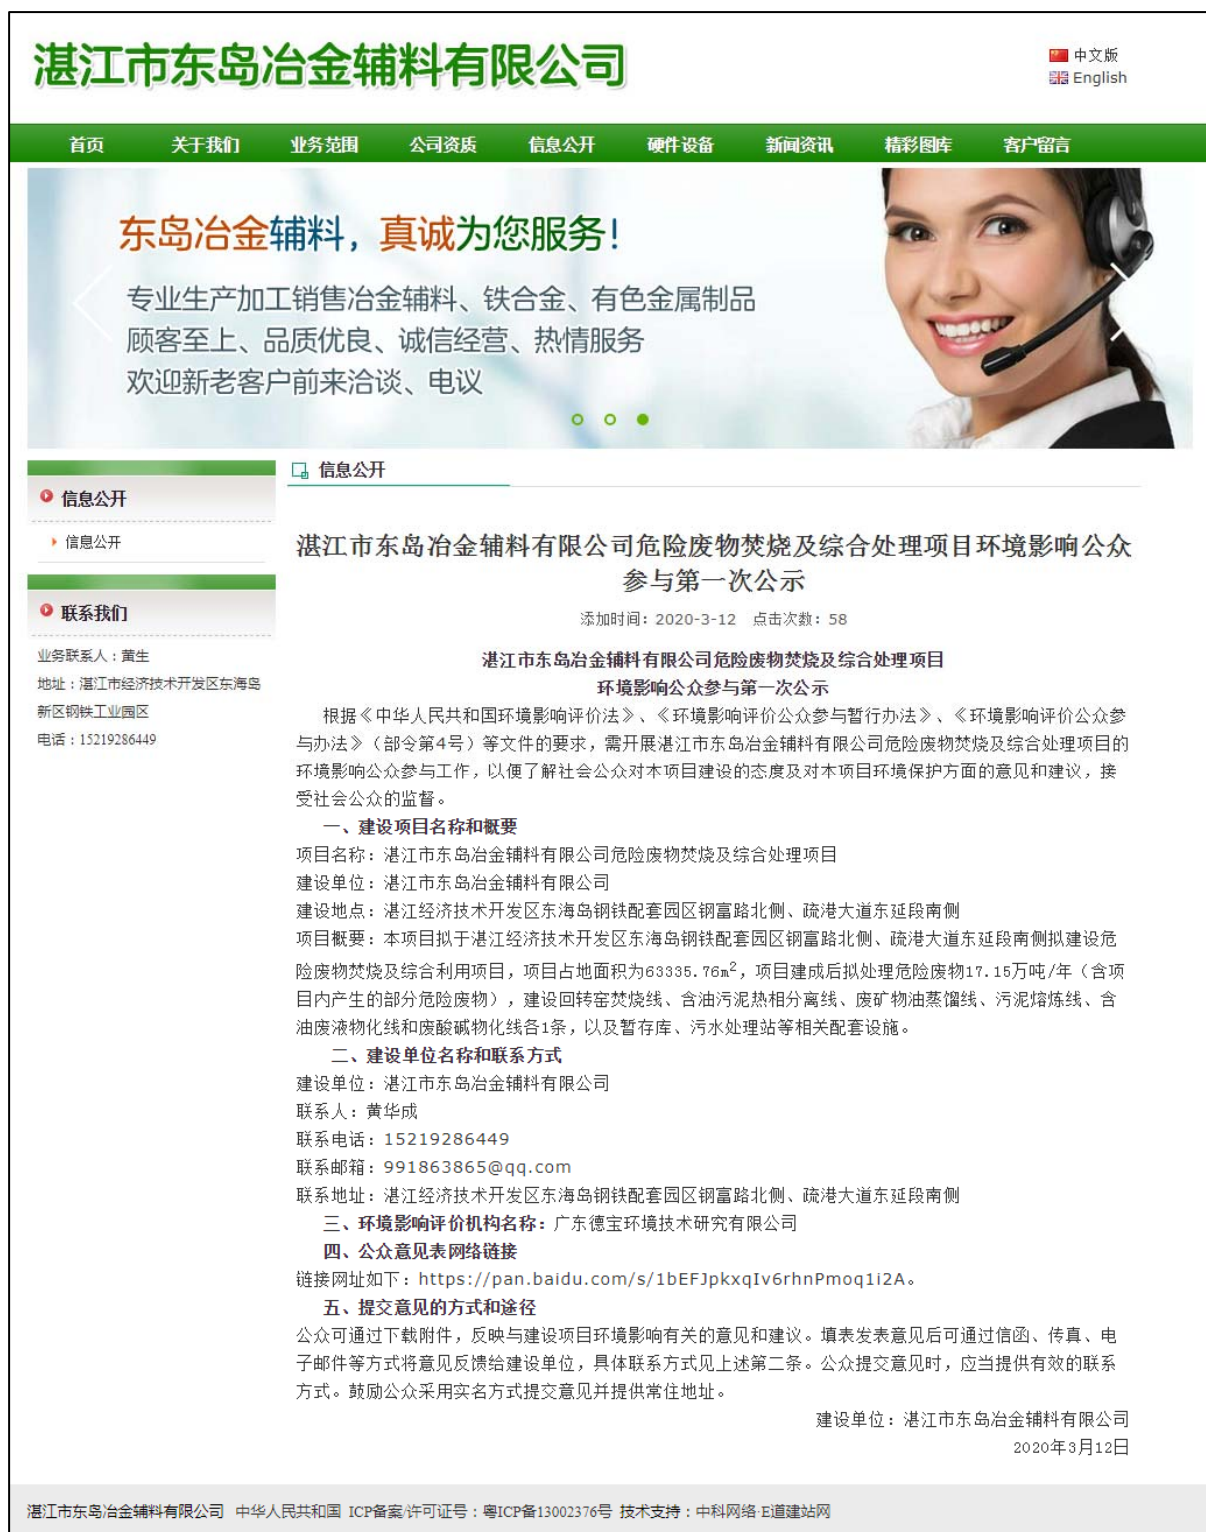 湛江市东岛冶金辅料有限公司
中文版
English
首页 关于我们 业务范围 公司资质 信息公开 硬件设备 新闻资讯 精彩图库 客户留言
东岛冶金辅料，真诚为您服务！
专业生产加工销售冶金辅料、铁合金、有色金属制品
顾客至上、品质优良、诚信经营、热情服务
欢迎新老客户前来洽谈、电议
信息公开
信息公开
联系我们
业务联系人：黄生
地址：湛江市经济技术开发区东海岛
新区钢铁工业园区
电话：15219286449
信息公开
湛江市东岛冶金辅料有限公司危险废物焚烧及综合处理项目环境影响公众
参与第一次公示
添加时间：2020-3-12 点击次数：58
湛江市东岛冶金辅料有限公司危险废物焚烧及综合处理项目
环境影响公众参与第一次公示
根据《中华人民共和国环境影响评价法》、《环境影响评价公众参与暂行办法》、《环境影响评价公众参
与办法》（部令第4号）等文件的要求，需开展湛江市东岛冶金辅料有限公司危险废物焚烧及综合处理项目的
环境影响公众参与工作，以便了解社会公众对本项目建设的态度及对本项目环境保护方面的意见和建议，接
受社会公众的监督。
一、建设项目名称和概要
项目名称：湛江市东岛冶金辅料有限公司危险废物焚烧及综合处理项目
建设单位：湛江市东岛冶金辅料有限公司
建设地点：湛江经济技术开发区东海岛钢铁配套园区钢富路北侧、疏港大道东延段南侧
项目概要：本项目拟于湛江经济技术开发区东海岛钢铁配套园区钢富路北侧、疏港大道东延段南侧拟建设危
险废物焚烧及综合利用项目，项目占地面积为63335.76m²，项目建成后拟处理危险废物17.15万吨/年（含项
目内产生的部分危险废物），建设回转窑焚烧线、含油污泥热相分离线、废矿物油蒸馏线、污泥熔炼线、含
油废液物化线和废酸碱物化线各1条，以及暂存库、污水处理站等相关配套设施。
二、建设单位名称和联系方式
建设单位：湛江市东岛冶金辅料有限公司
联系人：黄华成
联系电话：15219286449
联系邮箱：991863865@qq.com
联系地址：湛江经济技术开发区东海岛钢铁配套园区钢富路北侧、疏港大道东延段南侧
三、环境影响评价机构名称：广东德宝环境技术研究有限公司
四、公众意见表网络链接
链接网址如下：https://pan.baidu.com/s/1bEFJpkxqIv6rhnPmoq1i2A。
五、提交意见的方式和途径
公众可通过下载附件，反映与建设项目环境影响有关的意见和建议。填表发表意见后可通过信函、传真、电
子邮件等方式将意见反馈给建设单位，具体联系方式见上述第二条。公众提交意见时，应当提供有效的联系
方式。鼓励公众采用实名方式提交意见并提供常住地址。
建设单位：湛江市东岛冶金辅料有限公司
2020年3月12日
湛江市东岛冶金辅料有限公司 中华人民共和国 ICP备案/许可证号：粤ICP备13002376号 技术支持：中科网络·E道建站网